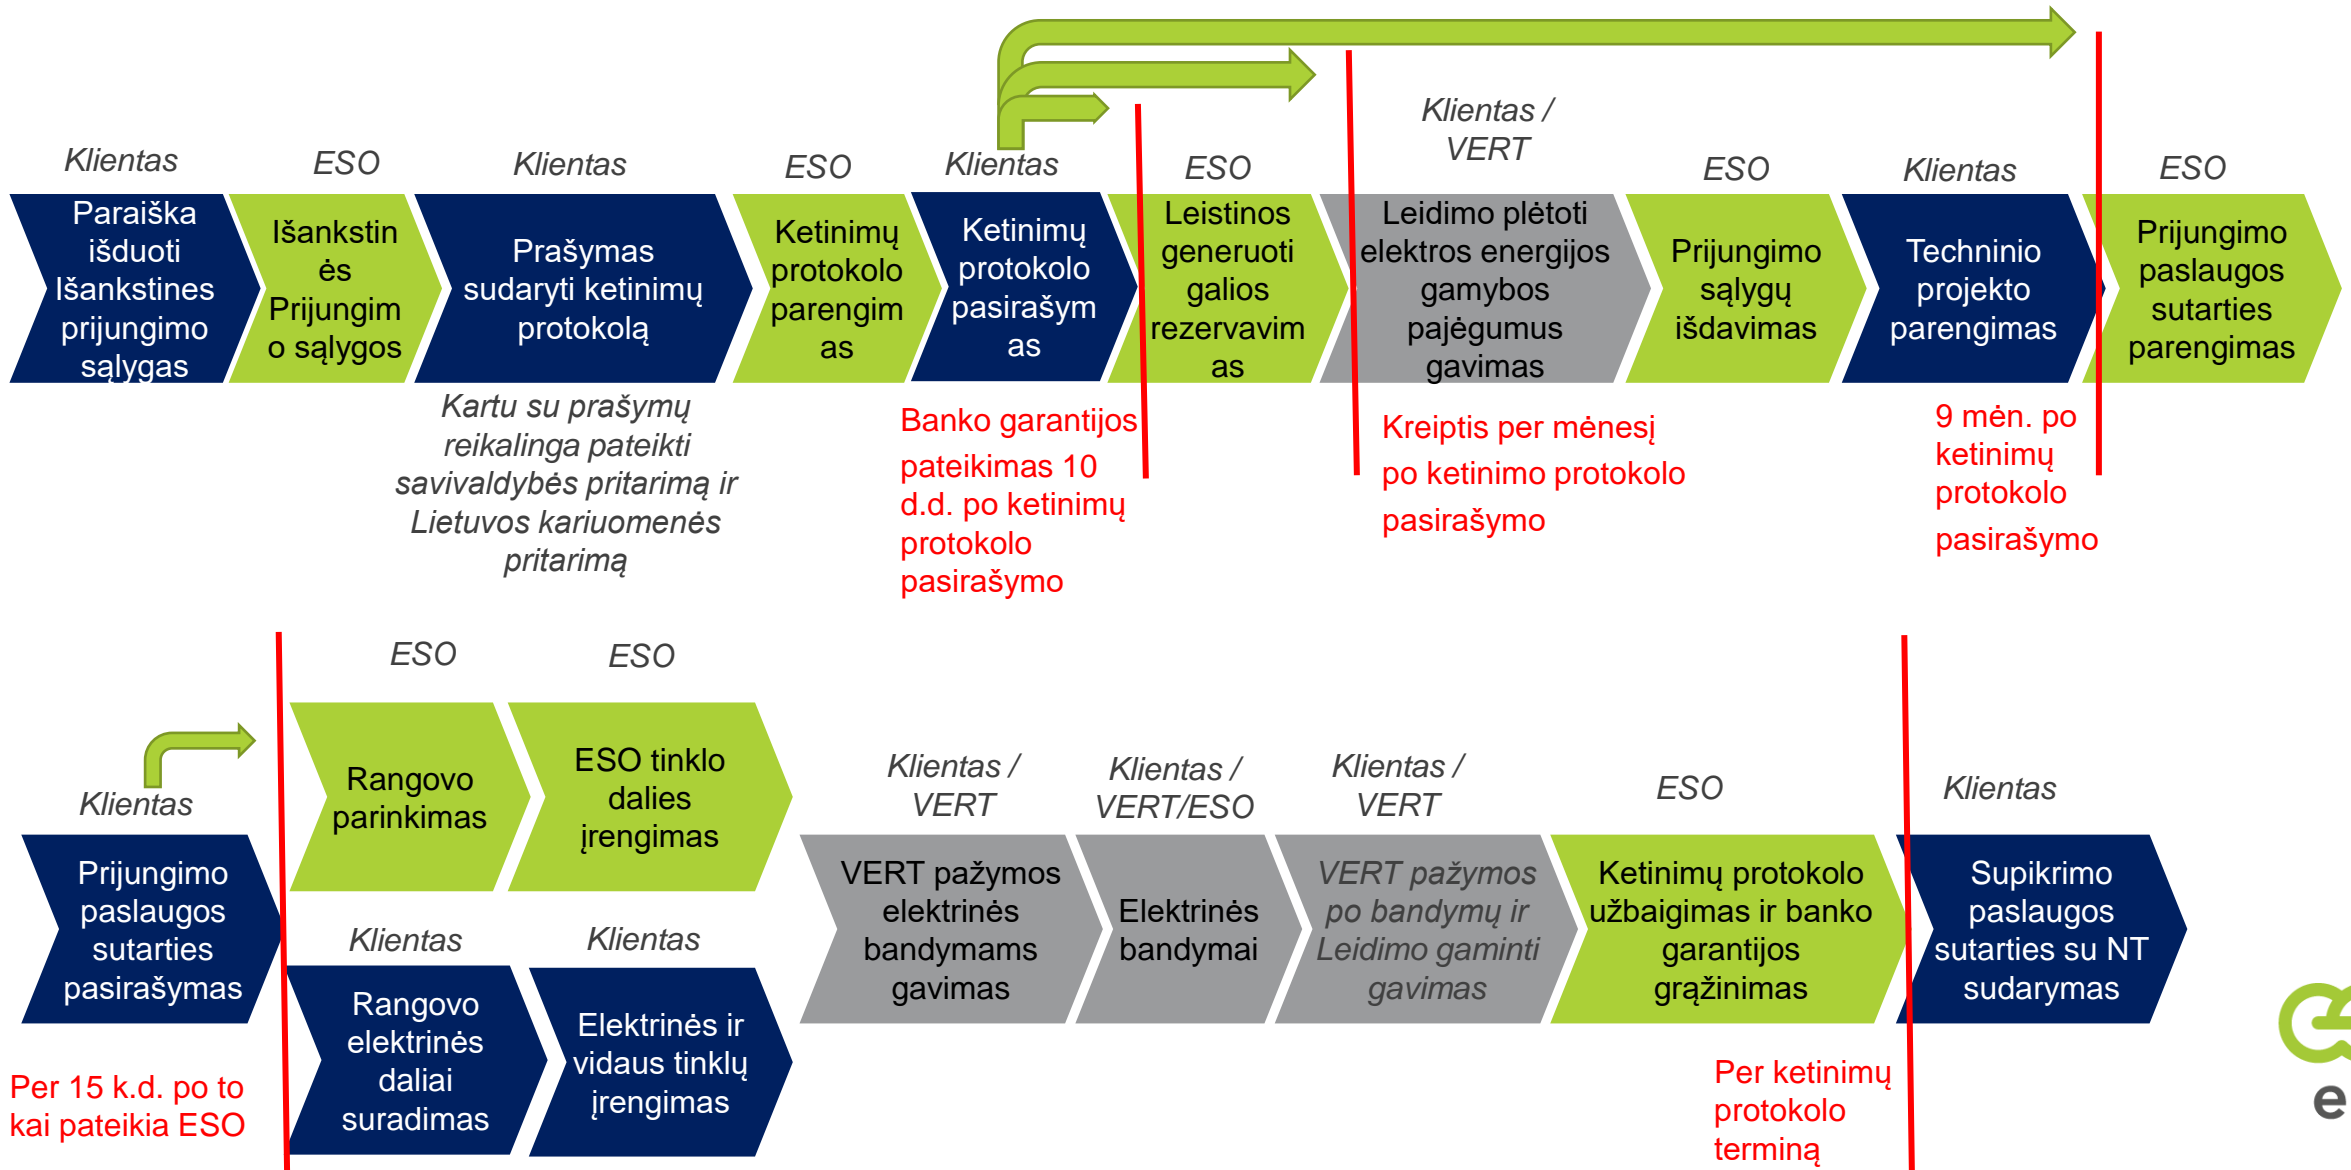 Klientas
Paraiška
išduoti
Išankstines
prijungimo
sąlygas
ESO
Išankstin
ės
Prijungim
o sąlygos
Klientas
Prašymas
sudaryti ketinimų
protokolą
Kartu su prašymų
reikalinga pateikti
savivaldybės pritarimą ir
Lietuvos kariuomenės
pritarimą
ESO
Ketinimų
protokolo
parengim
as
Klientas
Ketinimų
protokolo
pasirašym
as
Banko garantijos
pateikimas 10
d.d. po ketinimų
protokolo
pasirašymo
ESO
Leistinos
generuoti
galios
rezervavim
as
Klientas /
VERT
Leidimo plėtoti
elektros energijos
gamybos
pajėgumus
gavimas
Kreiptis per mėnesį
po ketinimo protokolo
pasirašymo
ESO
Prijungimo
sąlygų
išdavimas
Klientas
Techninio
projekto
parengimas
9 mėn. po
ketinimų
protokolo
pasirašymo
ESO
Prijungimo
paslaugos
sutarties
parengimas
Klientas
Prijungimo
paslaugos
sutarties
pasirašymas
Per 15 k.d. po to
kai pateikia ESO
ESO
Rangovo
parinkimas
ESO
ESO tinklo
dalies
įrengimas
Klientas
Rangovo
elektrinės
daliai
suradimas
Klientas
Elektrinės ir
vidaus tinklų
įrengimas
Klientas /
VERT
VERT pažymos
elektrinės
bandymams
gavimas
Klientas /
VERT/ESO
Elektrinės
bandymai
Klientas /
VERT
VERT pažymos
po bandymų ir
Leidimo gaminti
gavimas
ESO
Ketinimų protokolo
užbaigimas ir banko
garantijos
grąžinimas
Per ketinimų
protokolo
terminą
Klientas
Supikrimo
paslaugos
sutarties su NT
sudarymas
e